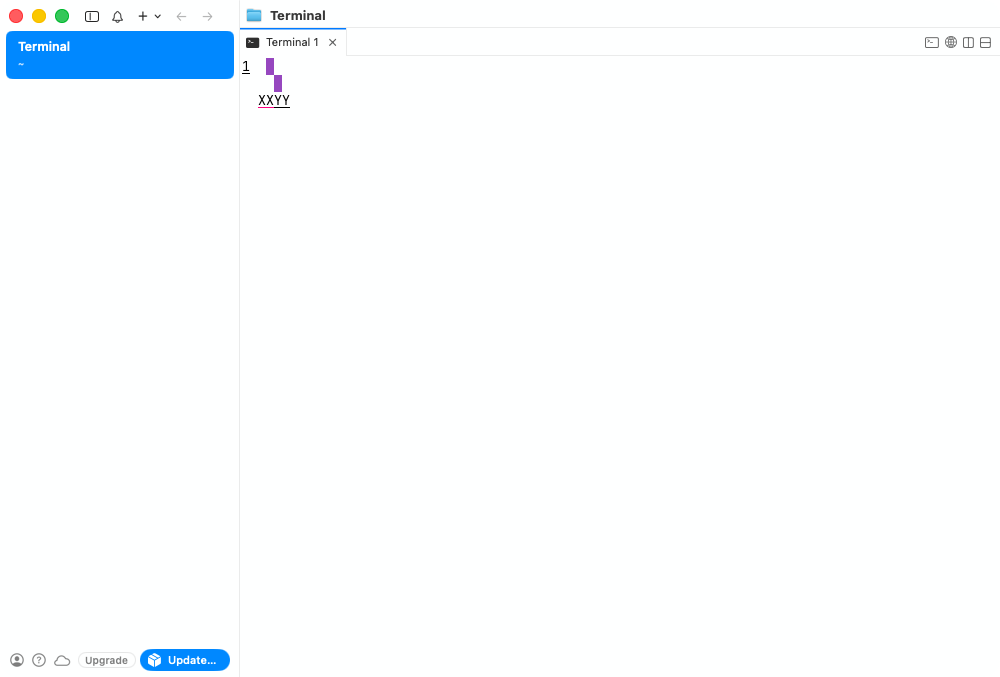 Terminal
Terminal
~
Terminal 1
1
XXYY
Upgrade
Update...